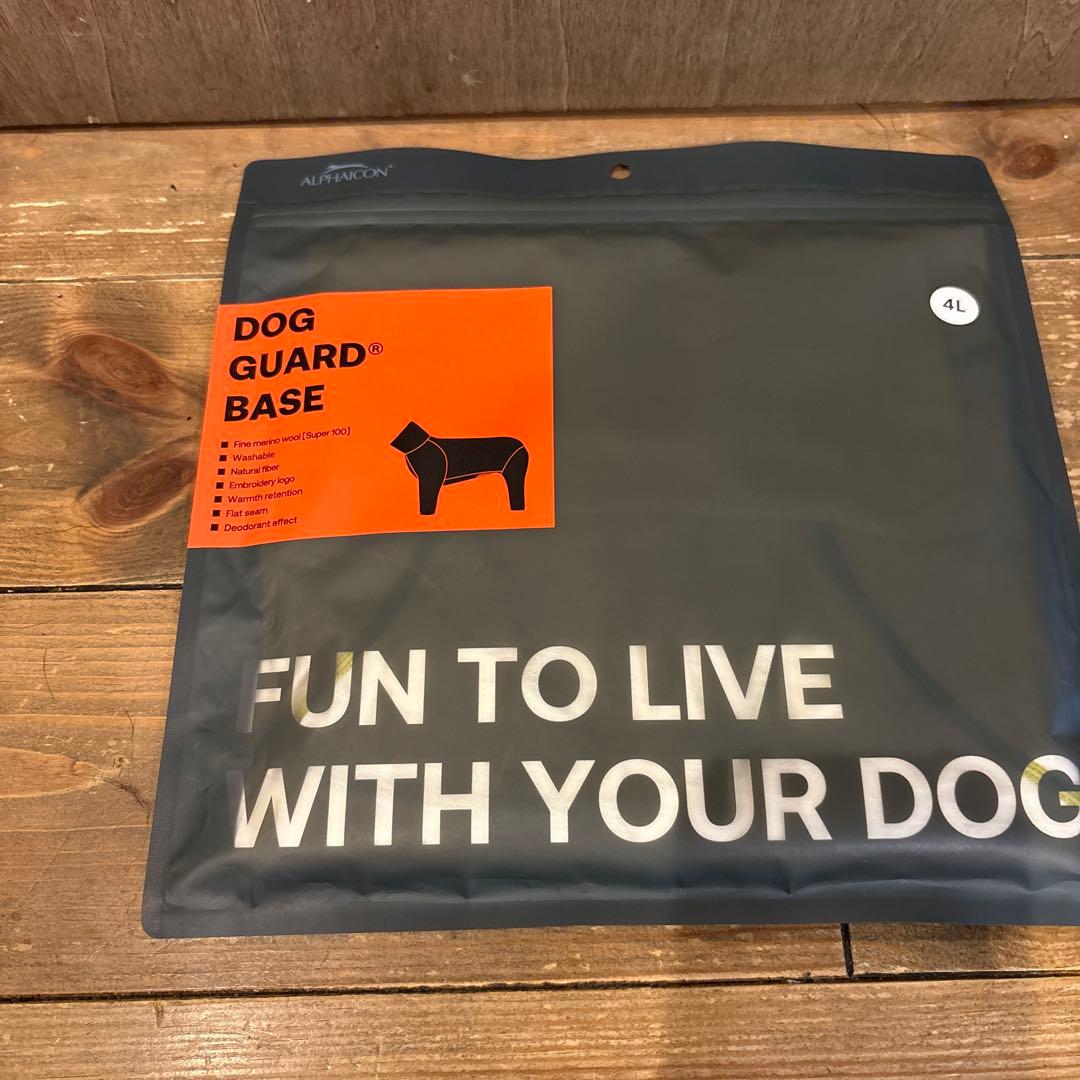 ALPHAICON
4L
DOG
GUARD®
BASE
■ Fine merino wool [Super 100]
■ Washable
■ Natural fiber
■ Embroidery logo
■ Warmth retention
■ Flat seam
■ Deodorant effect
FUN TO LIVE
WITH YOUR DOG